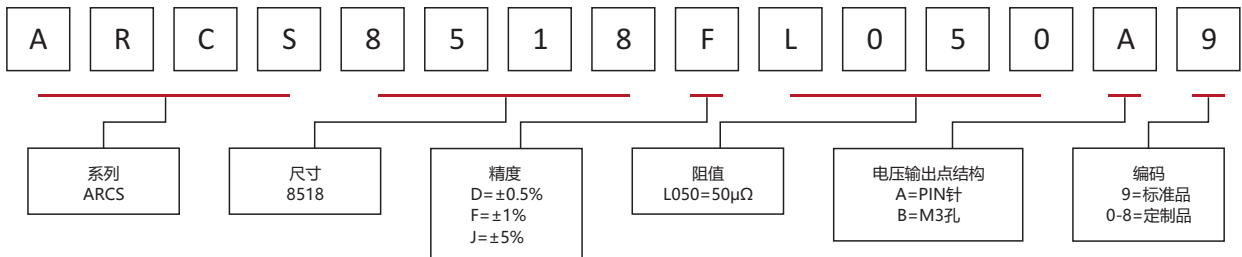 A R C S 8 5 1 8 F L 0 5 0 A 9
系列
ARCS
尺寸
8518
精度
D=±0.5%
F=±1%
J=±5%
阻值
L050=50μΩ
电压输出点结构
A=PIN针
B=M3孔
编码
9=标准品
0-8=定制品